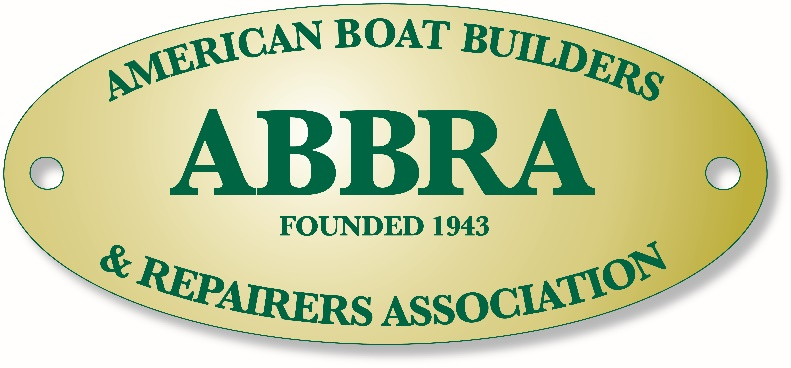 AMERICAN BOAT BUILDERS
ABBRA
FOUNDED 1943
& REPAIRERS ASSOCIATION